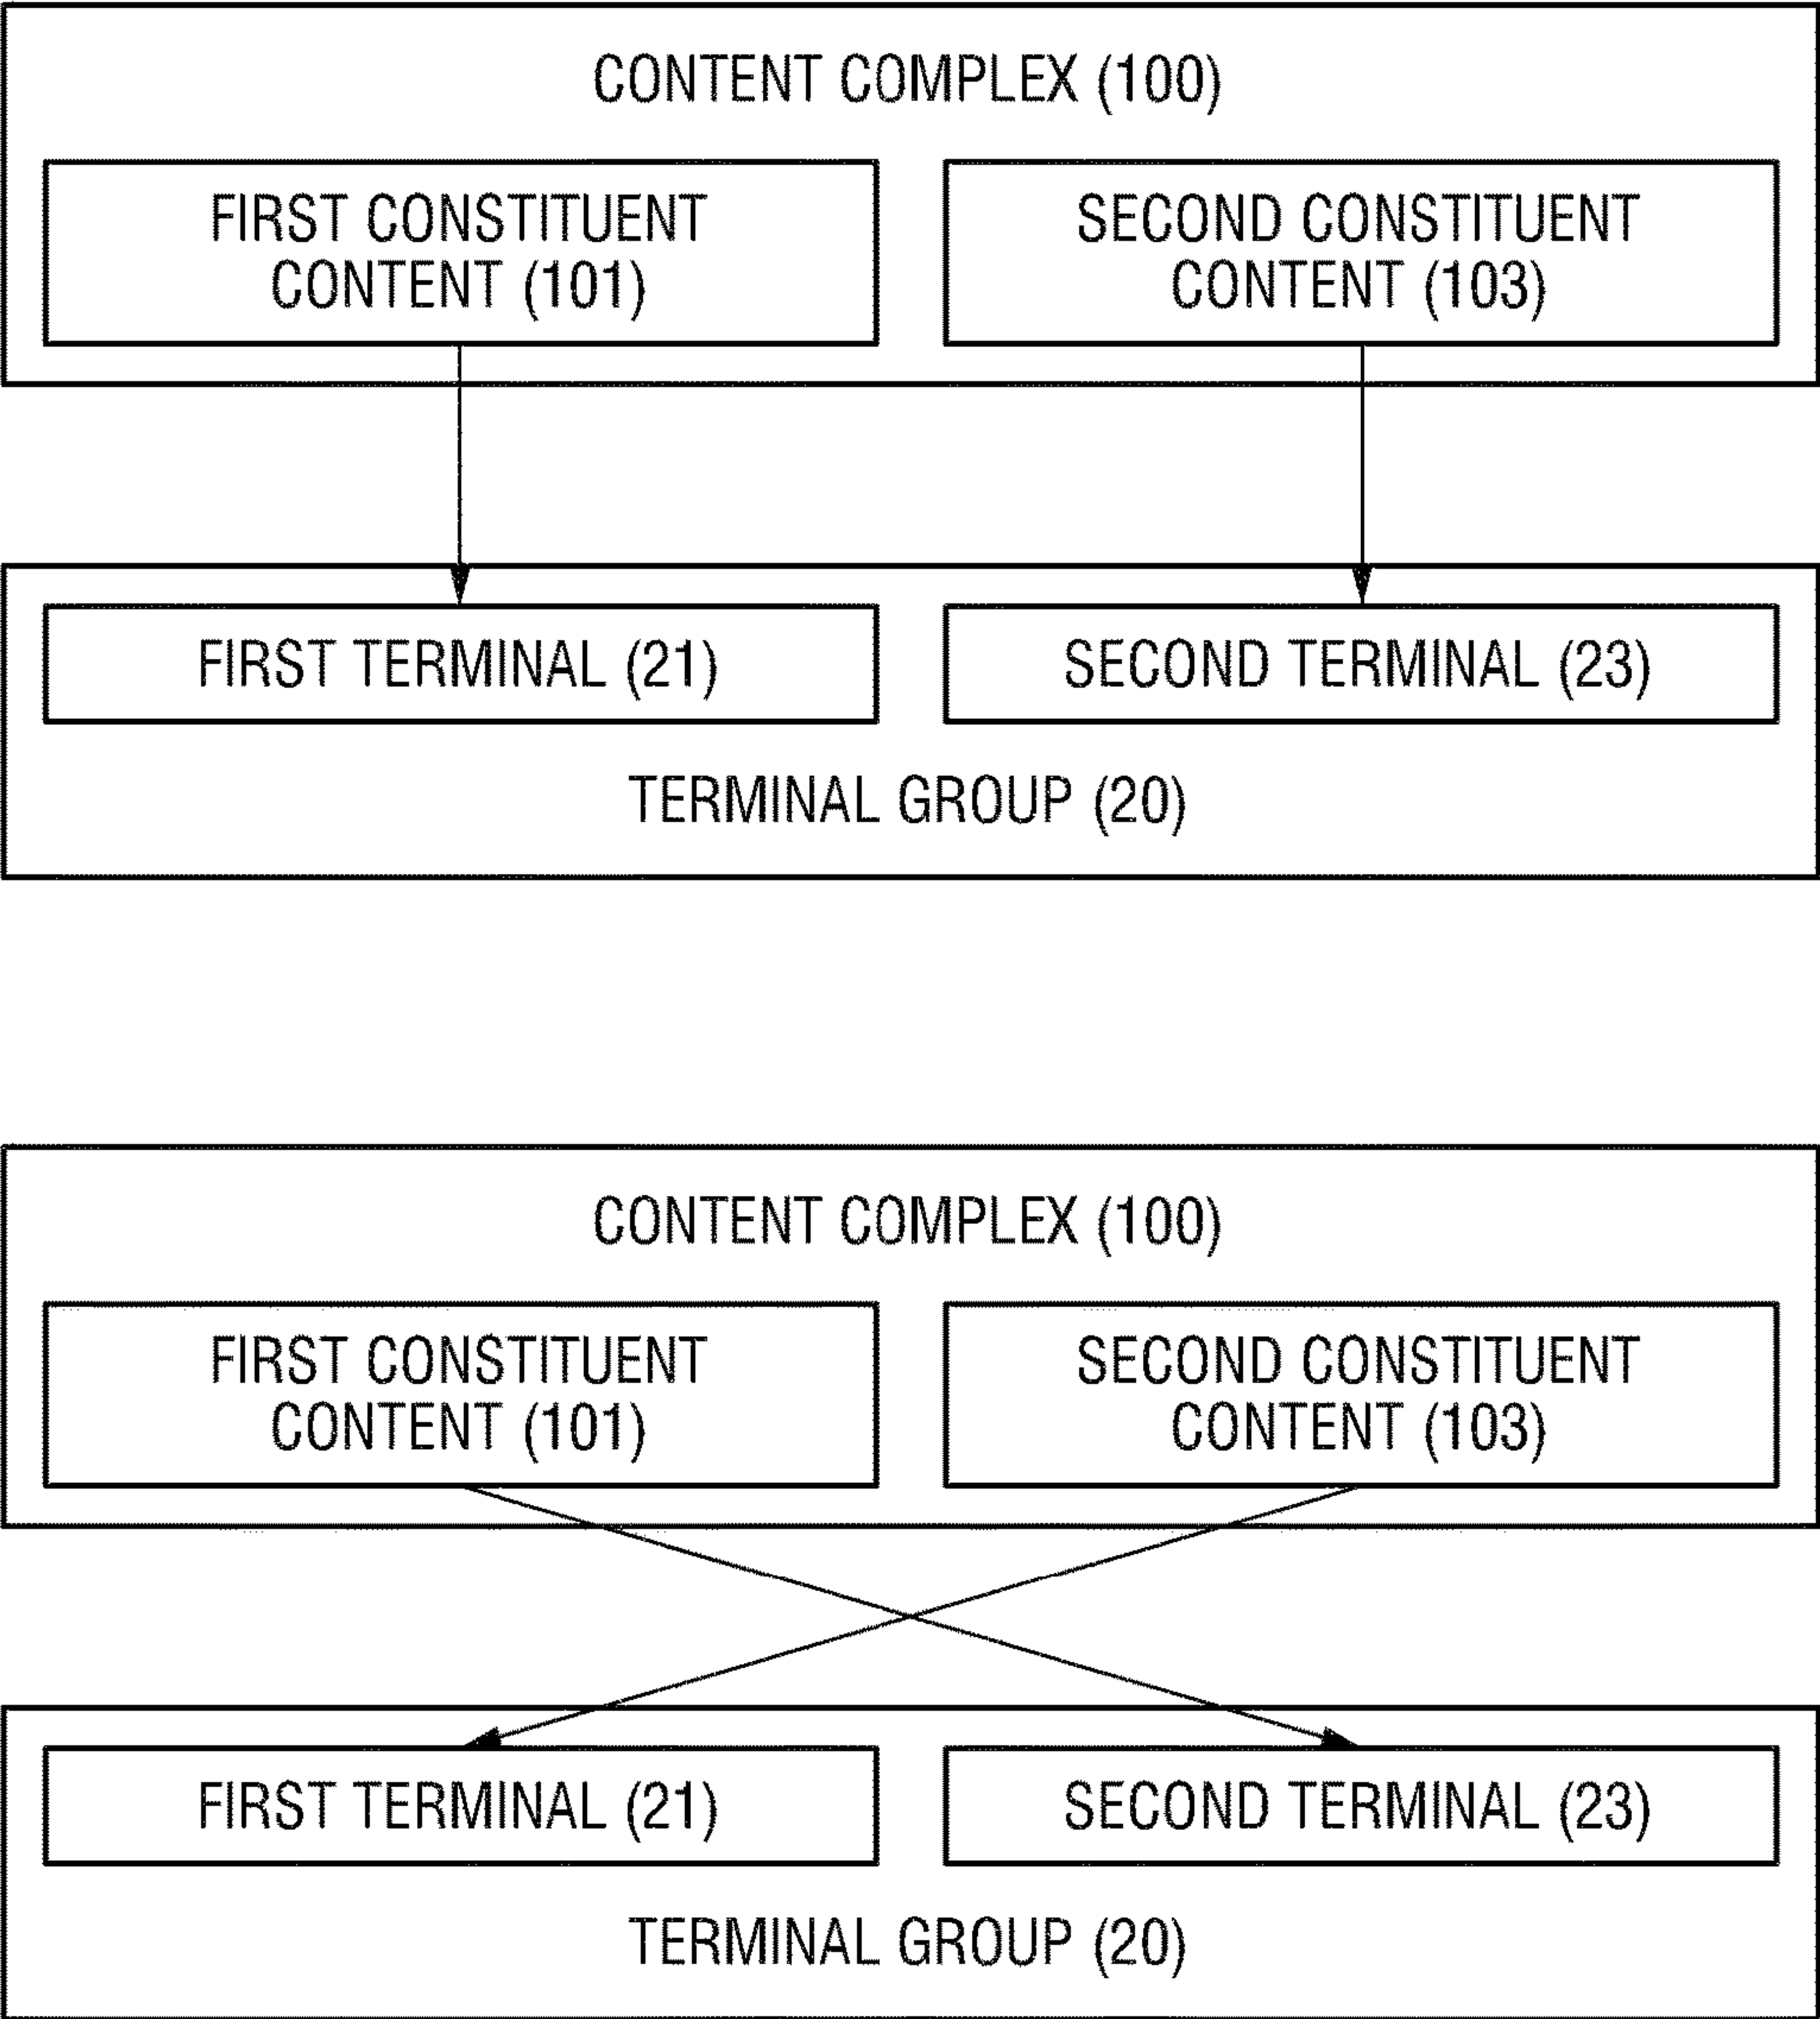 CONTENT COMPLEX (100)
FIRST CONSTITUENT
CONTENT (101)
SECOND CONSTITUENT
CONTENT (103)
FIRST TERMINAL (21)
SECOND TERMINAL (23)
TERMINAL GROUP (20)
CONTENT COMPLEX (100)
FIRST CONSTITUENT
CONTENT (101)
SECOND CONSTITUENT
CONTENT (103)
FIRST TERMINAL (21)
SECOND TERMINAL (23)
TERMINAL GROUP (20)